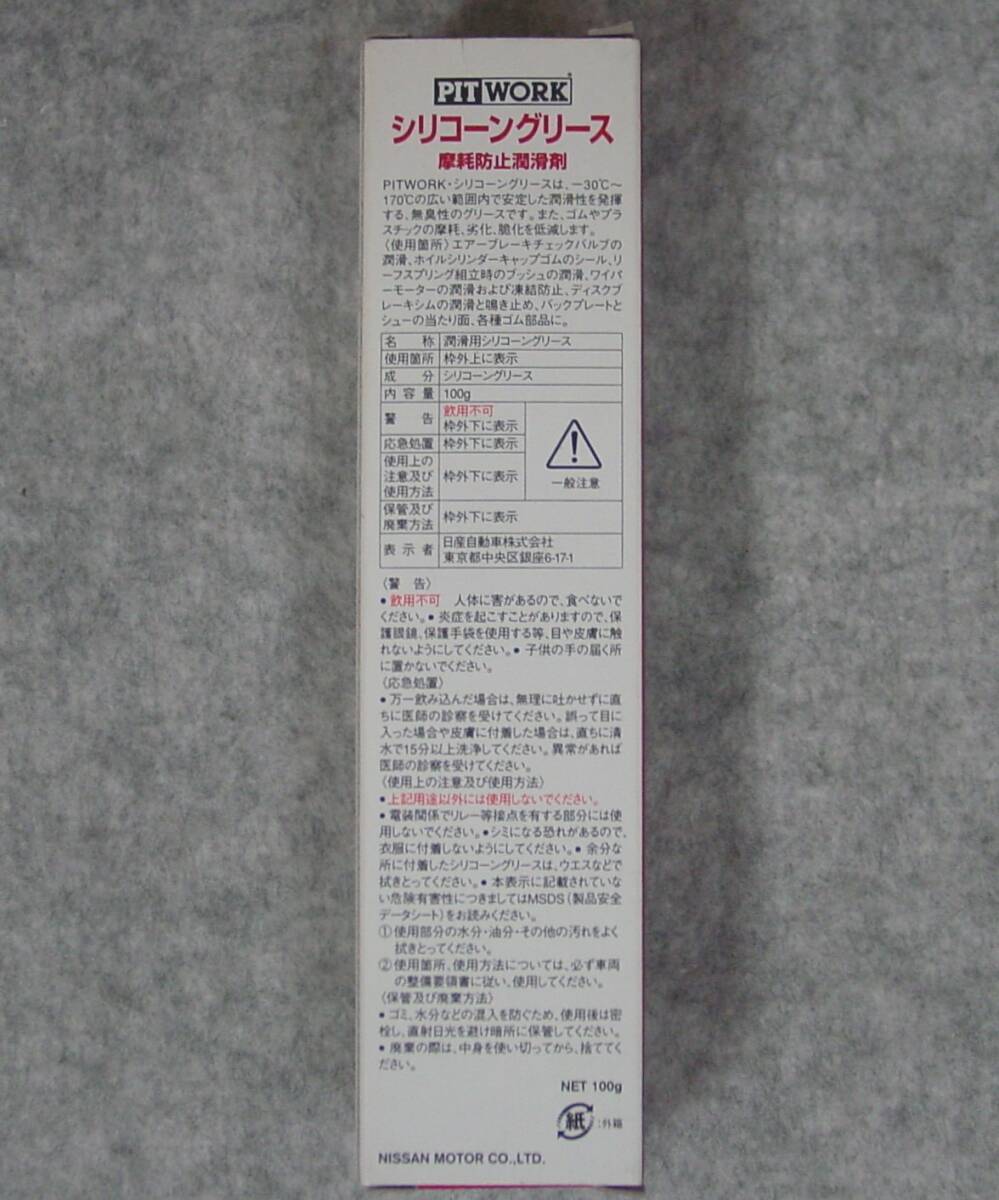 PIT WORK
シリコーングリース
摩耗防止潤滑剤
PITWORK・シリコーングリースは、−30℃〜
170℃の広い範囲内で安定した潤滑性を発揮
する、無臭性のグリースです。また、ゴムやプラ
スチックの摩耗、劣化、脆化を低減します。
〈使用箇所〉エアーブレーキチェックバルブの
潤滑、ホイルシリンダーキャップゴムのシール、リ
ーフスプリング組立時のブッシュの潤滑、ワイパ
ーモーターの潤滑および凍結防止、ディスクブ
レーキシムの潤滑と鳴き止め、バックプレートと
シューの当たり面、各種ゴム部品に。
名称 潤滑用シリコーングリース
使用箇所 枠外上に表示
成分 シリコーングリース
内容量 100g
警告 飲用不可
枠外下に表示
応急処置 枠外下に表示
使用上の
注意及び 枠外下に表示
使用方法
一般注意
保管及び
廃棄方法 枠外下に表示
表示者 日産自動車株式会社
東京都中央区銀座6-17-1
〈警 告〉
●飲用不可 人体に害があるので、食べないで
ください。●炎症を起こすことがありますので、保
護眼鏡、保護手袋を使用する等、目や皮膚に触
れないようにしてください。●子供の手の届く所
に置かないでください。
〈応急処置〉
●万一飲み込んだ場合は、無理に吐かせずに直
ちに医師の診察を受けてください。誤って目に
入った場合や皮膚に付着した場合は、直ちに清
水で15分以上洗浄してください。異常があれば
医師の診察を受けてください。
〈使用上の注意及び使用方法〉
●上記用途以外には使用しないでください。
●電装関係でリレー等接点を有する部分には使
用しないでください。●シミになる恐れがあるので、
衣服に付着しないようにしてください。●余分な
所に付着したシリコーングリースは、ウエスなどで
拭きとってください。●本表示に記載されていな
い危険有害性につきましてはMSDS(製品安全
データシート)をお読みください。
①使用部分の水分・油分・その他の汚れをよく
拭きとってください。
②使用箇所、使用方法については、必ず車両
の整備要領書に従い、使用してください。
〈保管及び廃棄方法〉
●ゴミ、水分などの混入を防ぐため、使用後は密
栓し、直射日光を避け暗所に保管してください。
●廃棄の際は、中身を使い切ってから、捨ててく
ださい。
NET 100g
紙 :外箱
NISSAN MOTOR CO.,LTD.